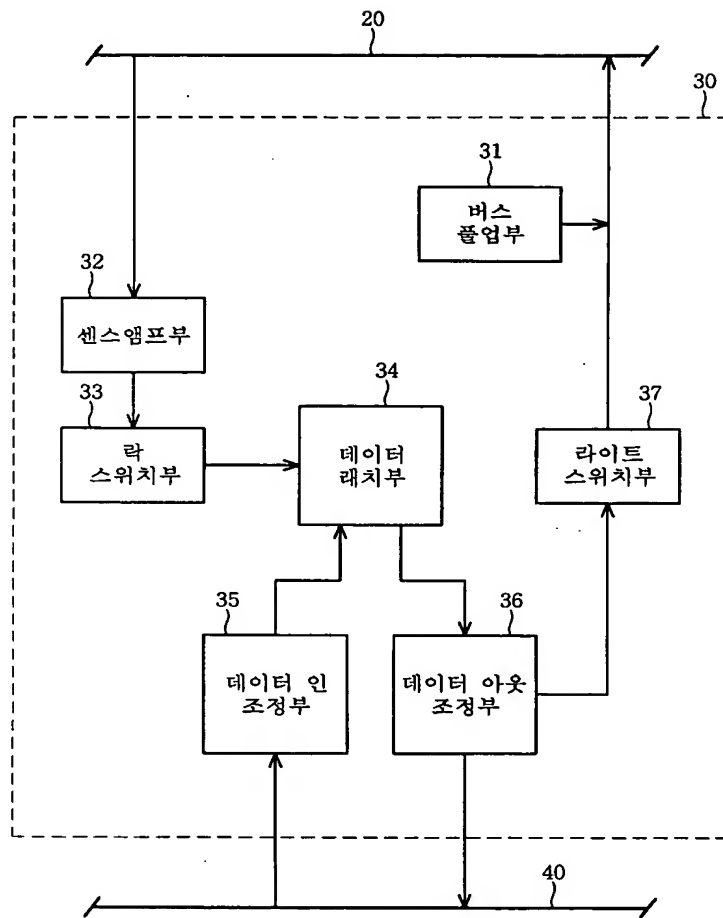 20
30
31
버스
풀업부
32
센스앰프부
33
락
스위치부
34
데이터
래치부
37
라이트
스위치부
35
데이터 인
조정부
36
데이터 아웃
조정부
40